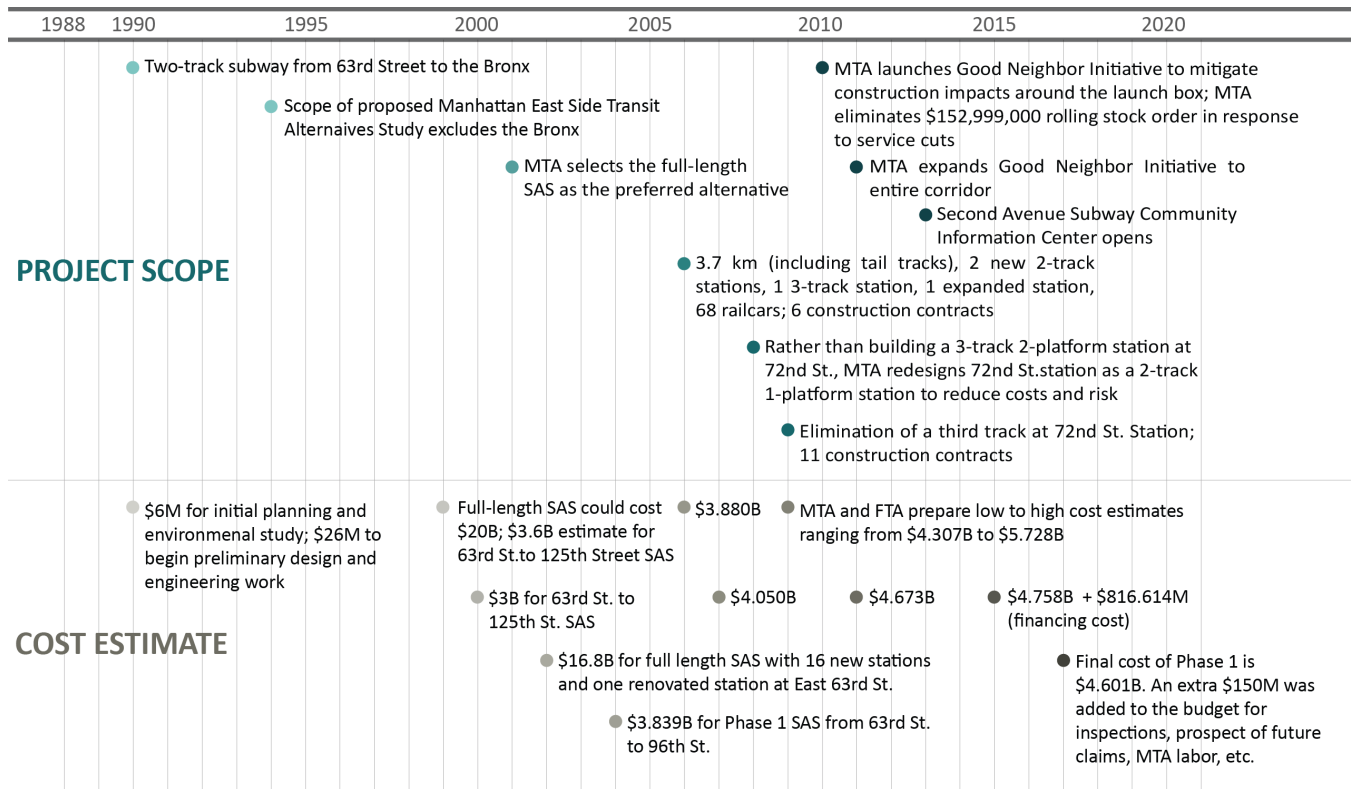 1988 1990 1995 2000 2005 2010 2015 2020
Two-track subway from 63rd Street to the Bronx
Scope of proposed Manhattan East Side Transit
Alternaives Study excludes the Bronx
MTA selects the full-length
SAS as the preferred alternative
MTA launches Good Neighbor Initiative to mitigate
construction impacts around the launch box; MTA
eliminates $152,999,000 rolling stock order in response
to service cuts
MTA expands Good Neighbor Initiative to
entire corridor
Second Avenue Subway Community
Information Center opens
PROJECT SCOPE
3.7 km (including tail tracks), 2 new 2-track
stations, 1 3-track station, 1 expanded station,
68 railcars; 6 construction contracts
Rather than building a 3-track 2-platform station at
72nd St., MTA redesigns 72nd St.station as a 2-track
1-platform station to reduce costs and risk
Elimination of a third track at 72nd St. Station;
11 construction contracts
$6M for initial planning and
environmenal study; $26M to
begin preliminary design and
engineering work
Full-length SAS could cost
$20B; $3.6B estimate for
63rd St.to 125th Street SAS
$3.880B
MTA and FTA prepare low to high cost estimates
ranging from $4.307B to $5.728B
$3B for 63rd St. to
125th St. SAS
$4.050B
$4.673B
$4.758B + $816.614M
(financing cost)
COST ESTIMATE
$16.8B for full length SAS with 16 new stations
and one renovated station at East 63rd St.
$3.839B for Phase 1 SAS from 63rd St.
to 96th St.
Final cost of Phase 1 is
$4.601B. An extra $150M was
added to the budget for
inspections, prospect of future
claims, MTA labor, etc.